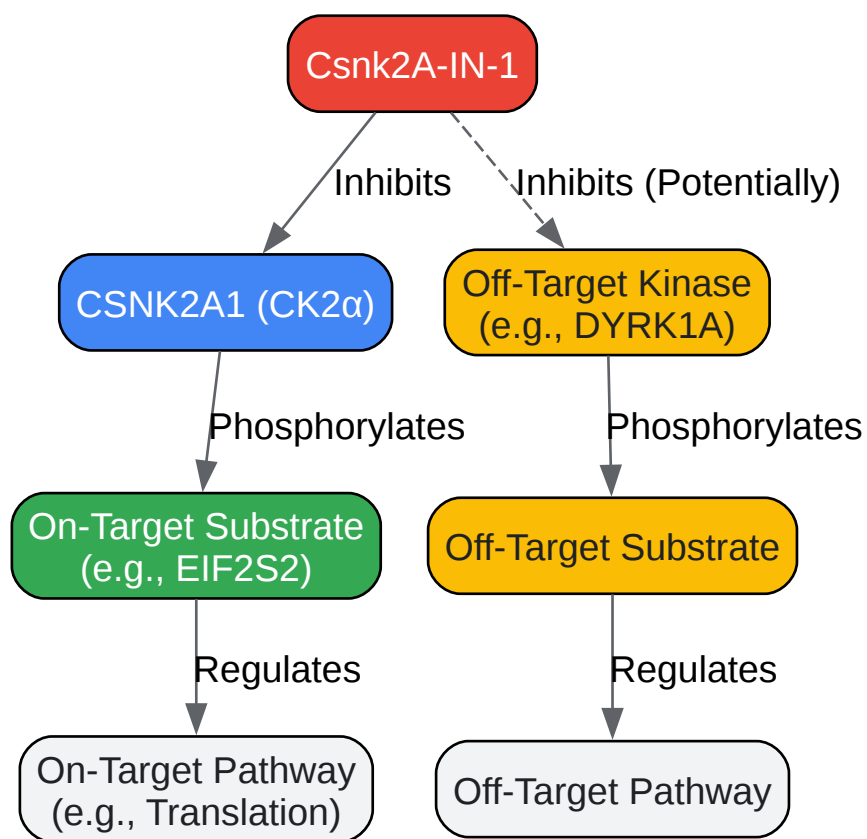 Csnk2A-IN-1
Inhibits
Inhibits (Potentially)
CSNK2A1 (CK2α)
Off-Target Kinase
(e.g., DYRK1A)
Phosphorylates
Phosphorylates
On-Target Substrate
(e.g., EIF2S2)
Off-Target Substrate
Regulates
Regulates
On-Target Pathway
(e.g., Translation)
Off-Target Pathway